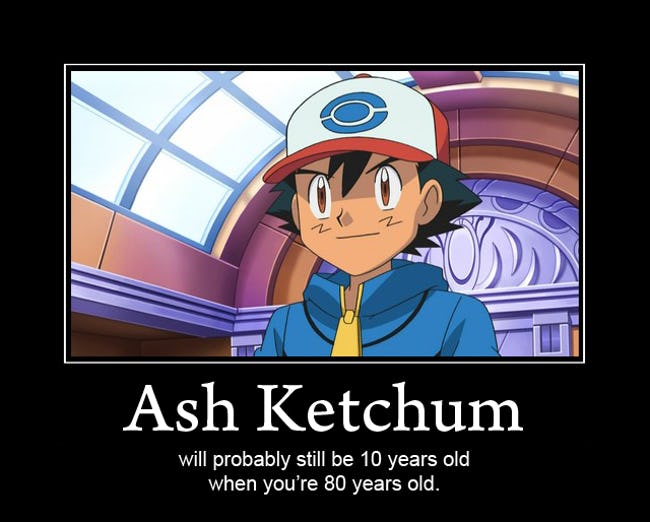 Ash Ketchum
will probably still be 10 years old
when you're 80 years old.